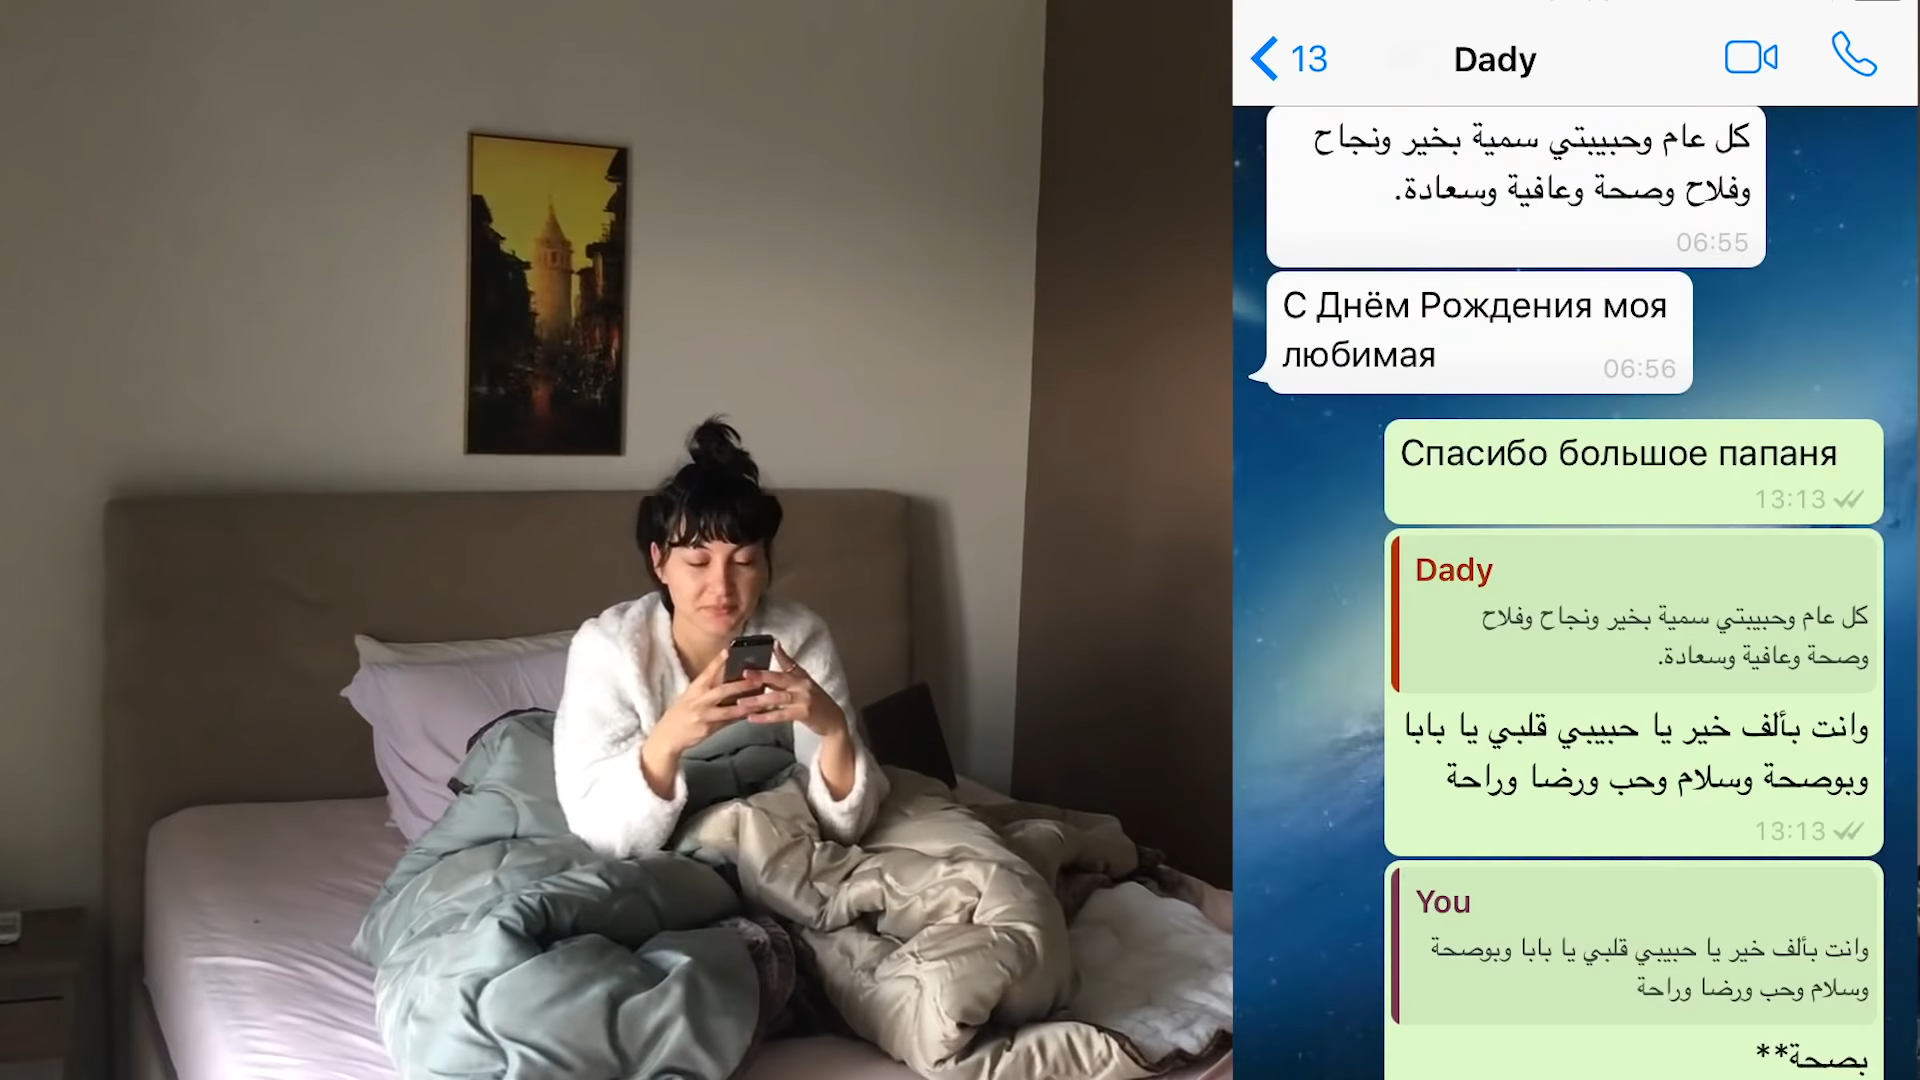 13
Dady
كل عام وحبيبتي سمية بخير ونجاح
وفلاح وصحة وعافية وسعادة.
06:55
С Днём Рождения моя
любимая
06:56
Спасибо большое папаня
13:13
Dady
كل عام وحبيبتي سمية بخير ونجاح وفلاح
وصحة وعافية وسعادة.
وانت بألف خير يا حبيبي قلبي يا بابا
وبوصحة وسلام وحب ورضا وراحة
13:13
You
وانت بألف خير يا حبيبي قلبي يا بابا وبوصحة
وسلام وحب ورضا وراحة
بصحة**